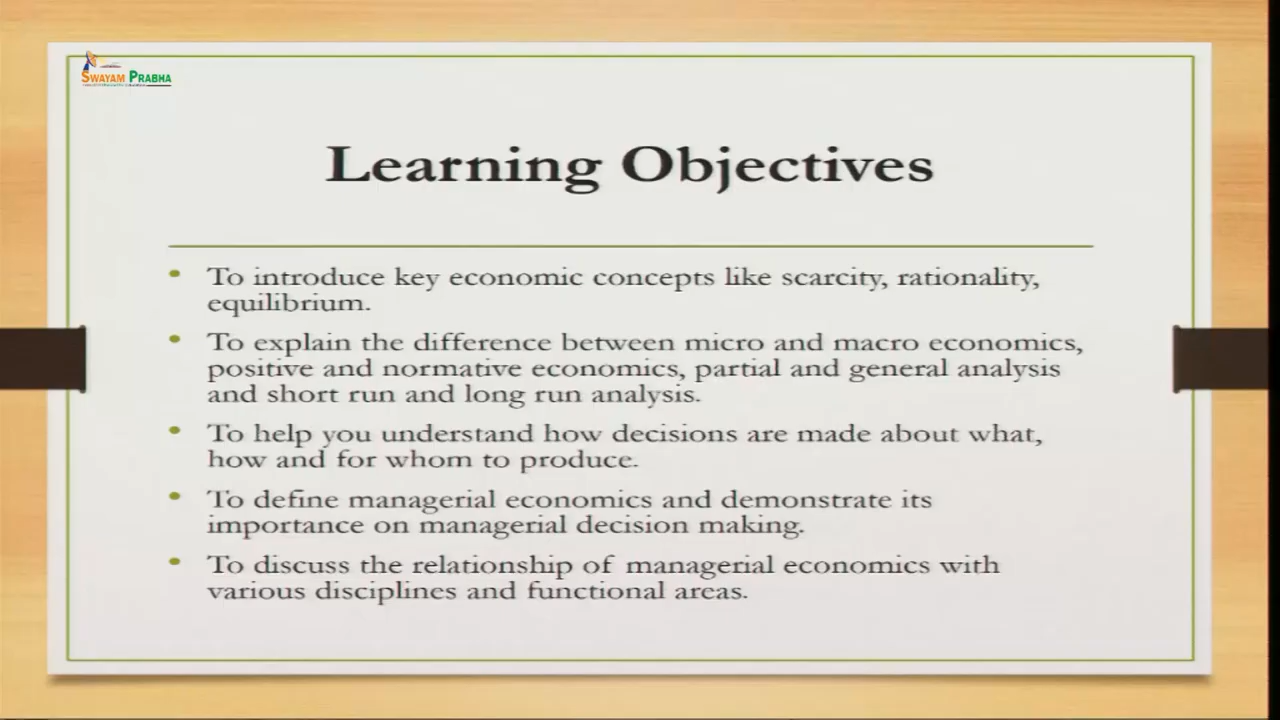 SWAYAM PRABHA
Learning Objectives
• To introduce key economic concepts like scarcity, rationality,
equilibrium.
• To explain the difference between micro and macro economics,
positive and normative economics, partial and general analysis
and short run and long run analysis.
• To help you understand how decisions are made about what,
how and for whom to produce.
• To define managerial economics and demonstrate its
importance on managerial decision making.
• To discuss the relationship of managerial economics with
various disciplines and functional areas.